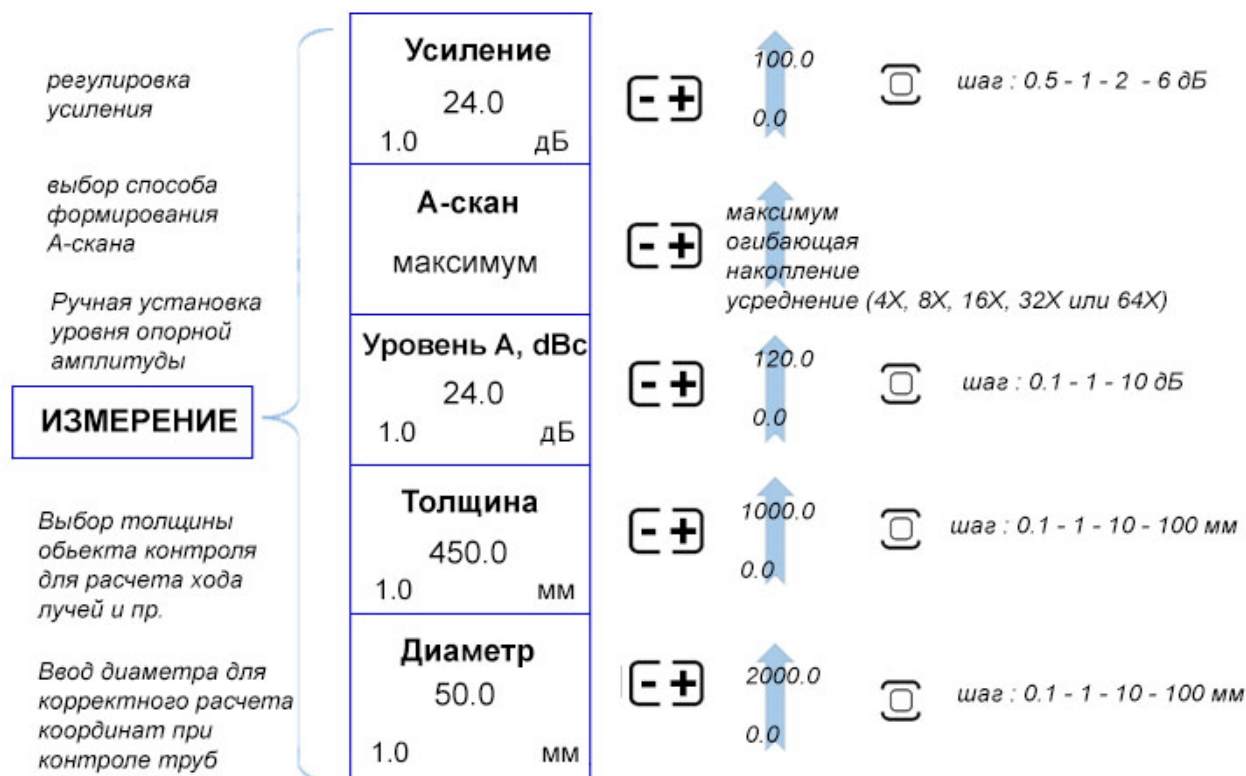 регулировка
усиления
Усиление
24.0
1.0 дБ
- +
100.0
0.0
шаг : 0.5 - 1 - 2 - 6 дБ
выбор способа
формирования
А-скана
А-скан
максимум
- +
максимум
огибающая
накопление
усреднение (4X, 8X, 16X, 32X или 64X)
Ручная установка
уровня опорной
амплитуды
Уровень А, dBc
24.0
1.0 дБ
- +
120.0
0.0
шаг : 0.1 - 1 - 10 дБ
ИЗМЕРЕНИЕ
Выбор толщины
обьекта контроля
для расчета хода
лучей и пр.
Толщина
450.0
1.0 мм
- +
1000.0
0.0
шаг : 0.1 - 1 - 10 - 100 мм
Ввод диаметра для
корректного расчета
координат при
контроле труб
Диаметр
50.0
1.0 мм
- +
2000.0
0.0
шаг : 0.1 - 1 - 10 - 100 мм